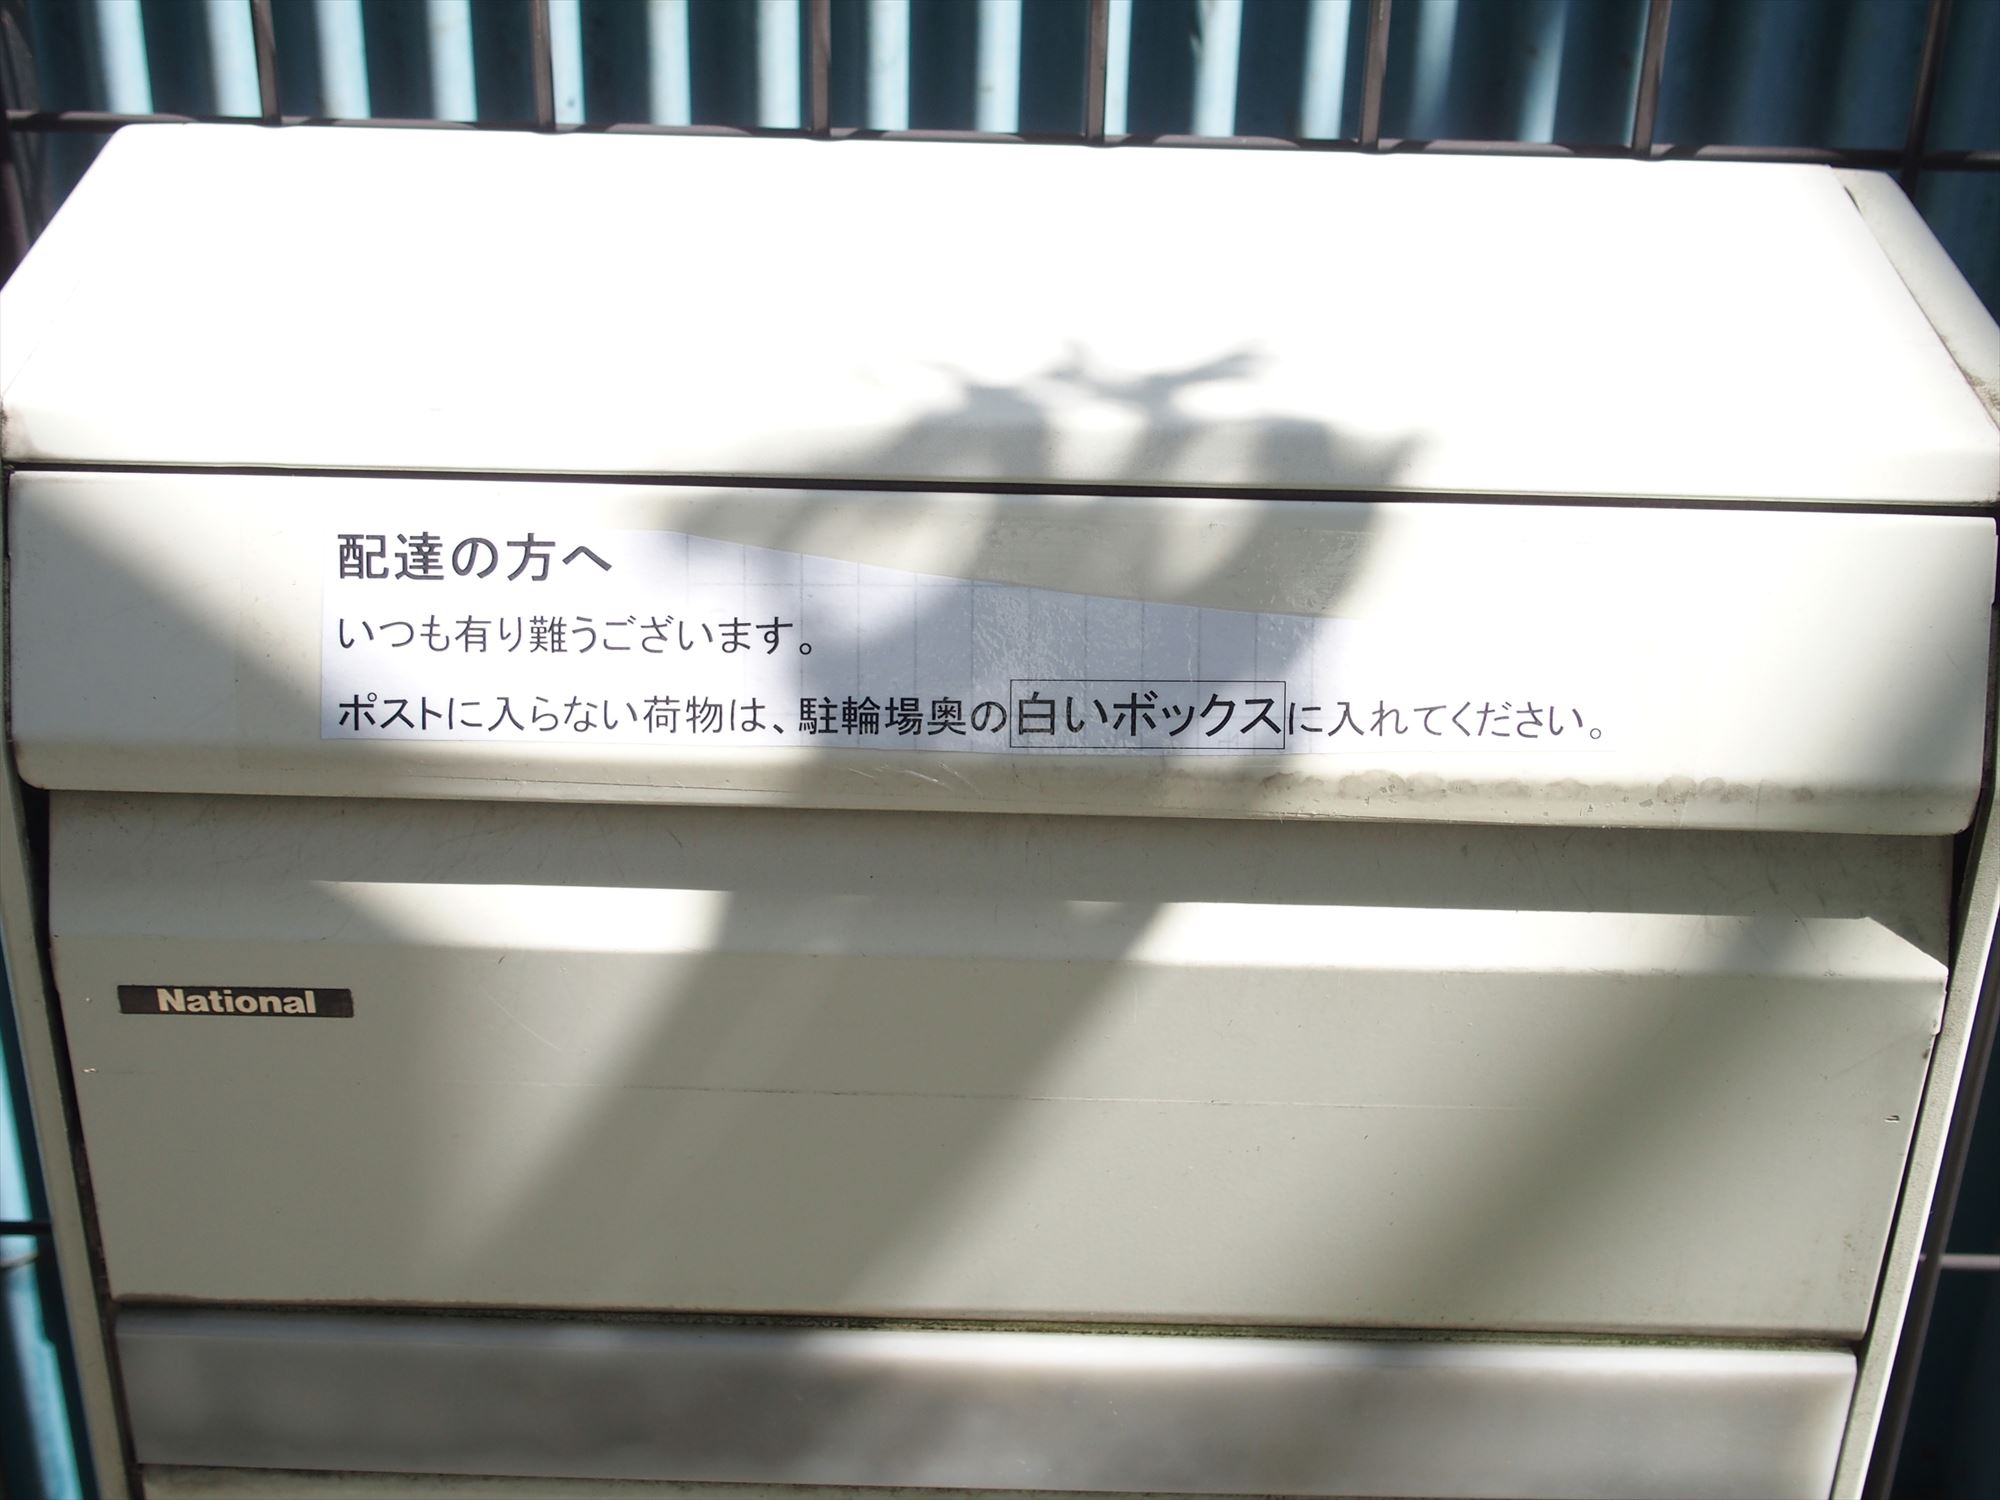 配達の方へ
いつも有り難うございます。
ポストに入らない荷物は、駐輪場奥の白いボックスに入れてください。
National